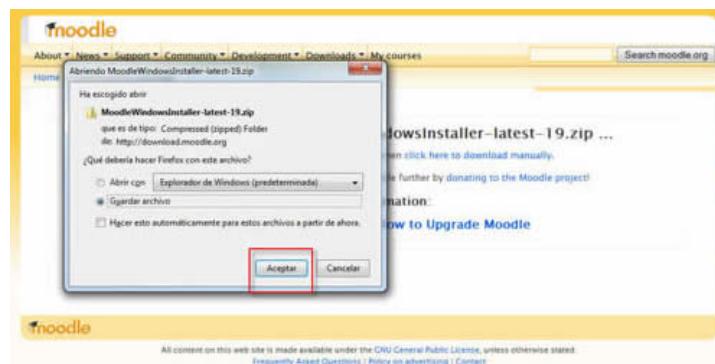 moodle
About News Support Community Development Downloads My courses
Search moodle.org
Home
Abriendo MoodleWindowsInstaller-latest-19.zip
Ha escogido abrir
MoodleWindowsInstaller-latest-19.zip
que es de tipo: Compressed (zipped) Folder
de: http://download.moodle.org
¿Qué debería hacer Firefox con este archivo?
Abrir con Explorador de Windows (predeterminada)
Guardar archivo
Hacer esto automáticamente para estos archivos a partir de ahora.
Aceptar Cancelar
dowsInstaller-latest-19.zip ...
click here to download manually.
further by donating to the Moodle project!
mation:
ow to Upgrade Moodle
moodle
All content on this web site is made available under the GNU General Public License, unless otherwise stated.
Frequently Asked Questions | Policy on advertising | Contact